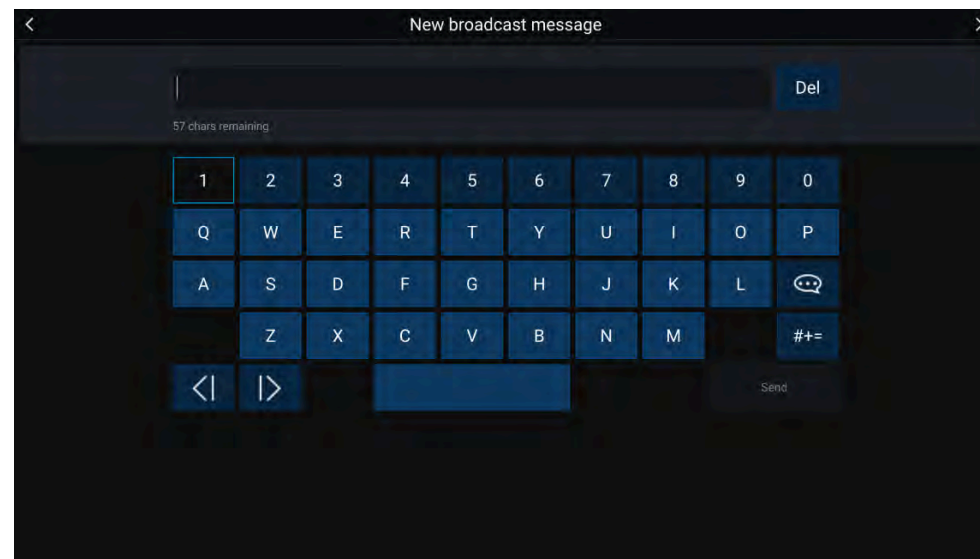 New broadcast message
Del
57 chars remaining
1 2 3 4 5 6 7 8 9 0
Q W E R T Y U I O P
A S D F G H J K L
Z X C V B N M #+=
Send